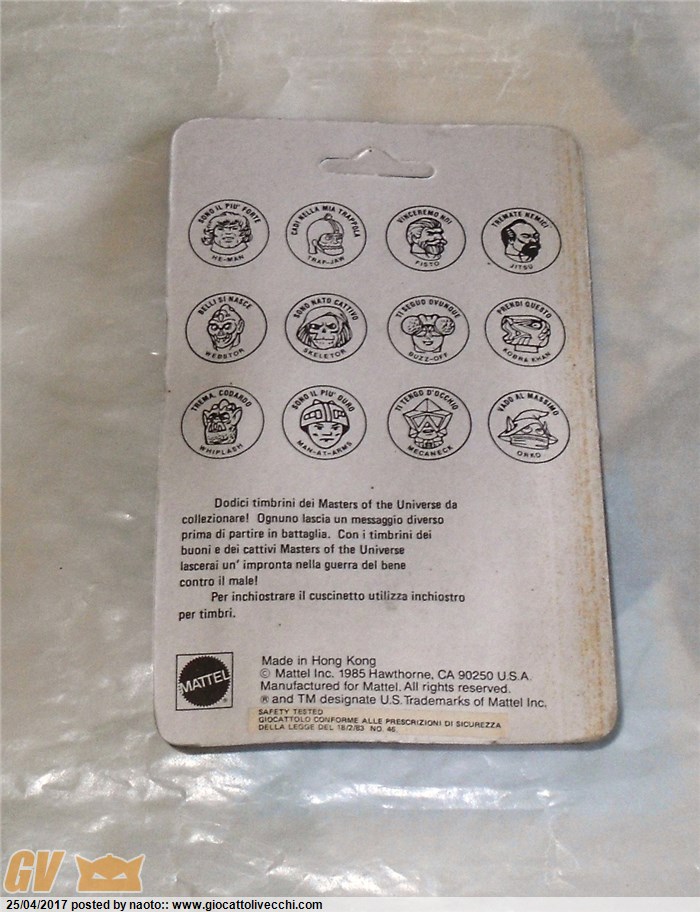 SONO IL PIU' FORTE
HE-MAN
CADI NELLA MIA TRAPPOLA
TRAP-JAW
VINCEREMO NOI
FISTO
TREMATE NEMICI
JITSU
BELLI SI NASCE
WEBSTOR
SONO NATO CATTIVO
SKELETOR
TI SEGUO OVUNQUE
BUZZ-OFF
PRENDI QUESTO
KOBRA KHAN
TREMA, CODARDO
WHIPLASH
SONO IL PIU' DURO
MAN-AT-ARMS
TI TENGO D'OCCHIO
MECANECK
VADO AL MASSIMO
ORKO
Dodici timbrini dei Masters of the Universe da
collezionare! Ognuno lascia un messaggio diverso
prima di partire in battaglia. Con i timbrini dei
buoni e dei cattivi Masters of the Universe
lascerai un' impronta nella guerra del bene
contro il male!
Per inchiostrare il cuscinetto utilizza inchiostro
per timbri.
MATTEL
®
Made in Hong Kong
© Mattel Inc. 1985 Hawthorne, CA 90250 U.S.A.
Manufactured for Mattel. All rights reserved.
® and TM designate U.S. Trademarks of Mattel Inc.
SAFETY TESTED
GIOCATTOLO CONFORME ALLE PRESCRIZIONI DI SICUREZZA
DELLA LEGGE DEL 18/2/83 NO. 46
GV
25/04/2017 posted by naoto:: www.giocattolivecchi.com